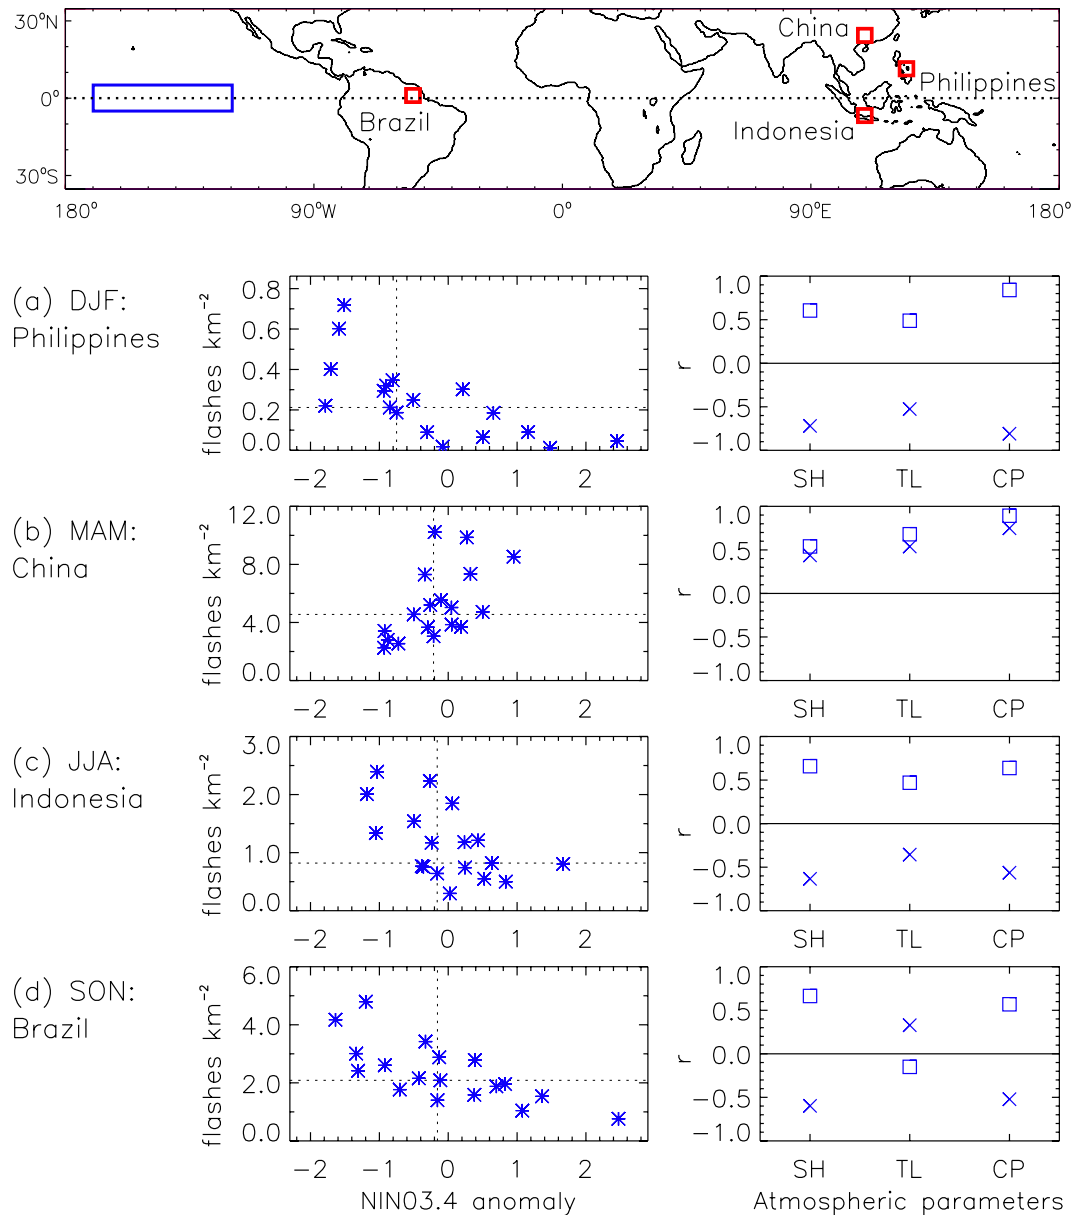 30°N
0°
30°S
180°
90°W
0°
90°E
180°
China
Philippines
Brazil
Indonesia
(a) DJF:
Philippines
flashes km⁻²
0.8
0.6
0.4
0.2
0.0
−2 −1 0 1 2
r
1.0
0.5
0.0
−0.5
−1.0
SH TL CP
(b) MAM:
China
flashes km⁻²
12.0
8.0
4.0
0.0
−2 −1 0 1 2
r
1.0
0.5
0.0
−0.5
−1.0
SH TL CP
(c) JJA:
Indonesia
flashes km⁻²
3.0
2.0
1.0
0.0
−2 −1 0 1 2
r
1.0
0.5
0.0
−0.5
−1.0
SH TL CP
(d) SON:
Brazil
flashes km⁻²
6.0
4.0
2.0
0.0
−2 −1 0 1 2
NINO3.4 anomaly
r
1.0
0.5
0.0
−0.5
−1.0
SH TL CP
Atmospheric parameters